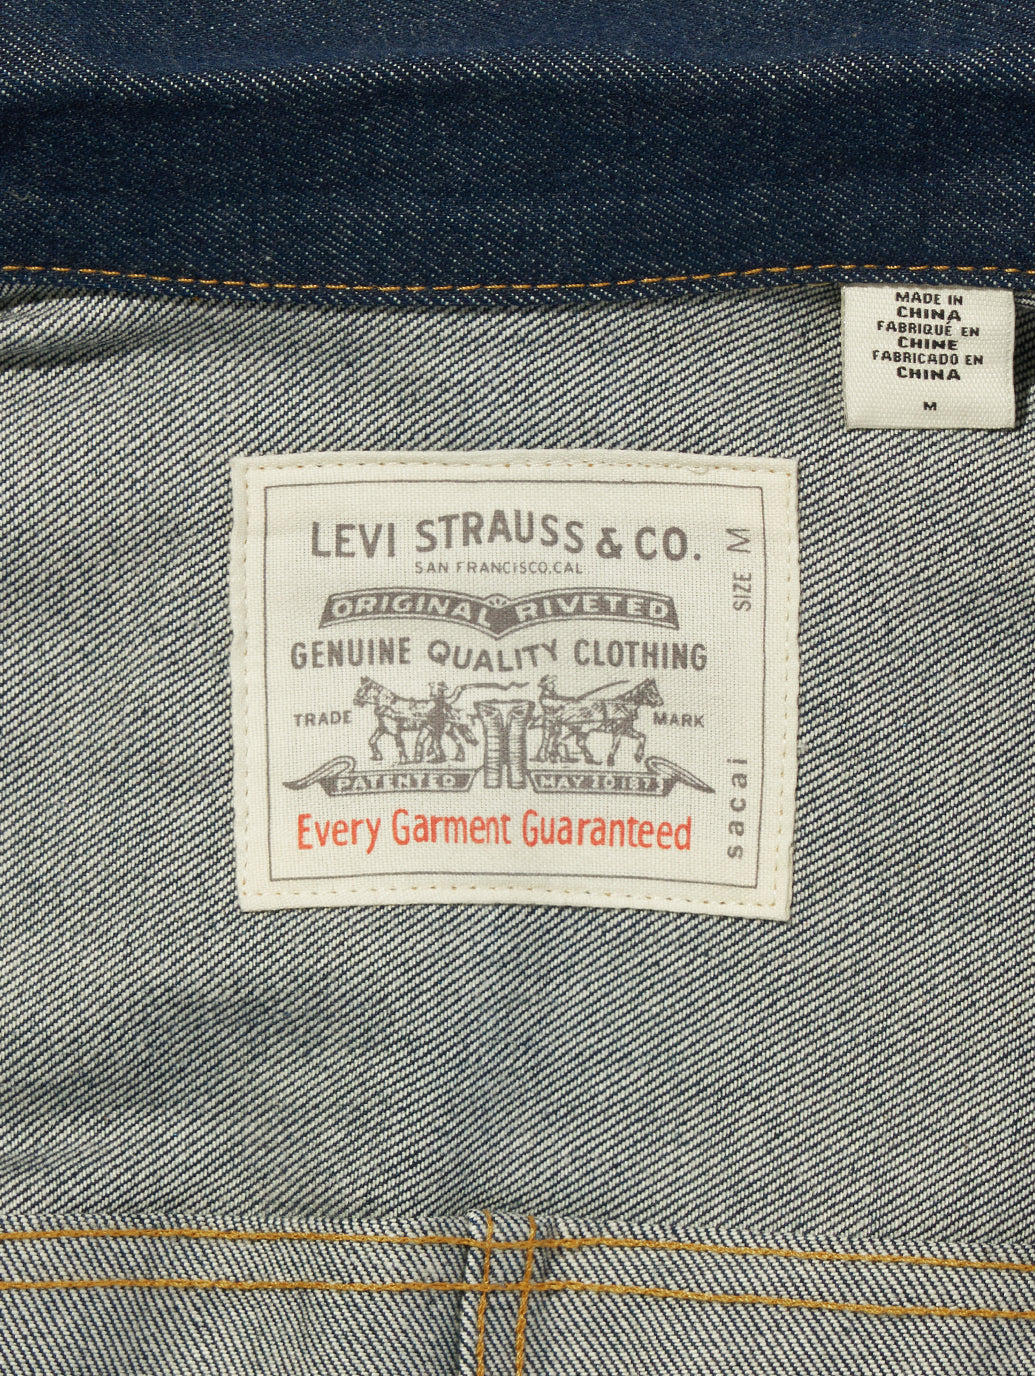 MADE IN
CHINA
FABRIQUÉ EN
CHINE
FABRICADO EN
CHINA
M
LEVI STRAUSS & CO.
SAN FRANCISCO, CAL
ORIGINAL RIVETED
GENUINE QUALITY CLOTHING
TRADE MARK
PATENTED MAY 20 1873
Every Garment Guaranteed
SIZE M
sacai